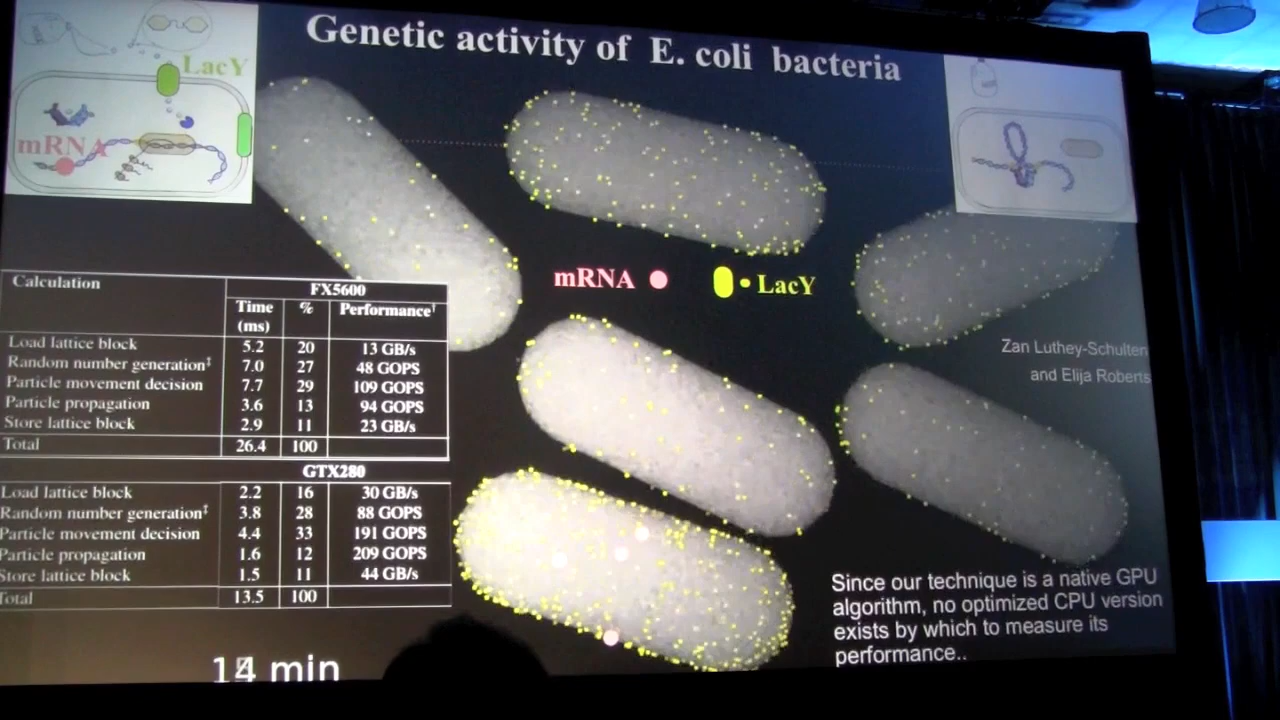 Genetic activity of E. coli bacteria
LacY
mRNA
mRNA
LacY
Zan Luthey-Schulten
and Elija Roberts
Calculation FX5600
Time (ms) % Performance†
Load lattice block 5.2 20 13 GB/s
Random number generation‡ 7.0 27 48 GOPS
Particle movement decision 7.7 29 109 GOPS
Particle propagation 3.6 13 94 GOPS
Store lattice block 2.9 11 23 GB/s
Total 26.4 100
GTX280
Load lattice block 2.2 16 30 GB/s
Random number generation‡ 3.8 28 88 GOPS
Particle movement decision 4.4 33 191 GOPS
Particle propagation 1.6 12 209 GOPS
Store lattice block 1.5 11 44 GB/s
Total 13.5 100
Since our technique is a native GPU
algorithm, no optimized CPU version
exists by which to measure its
performance..
min